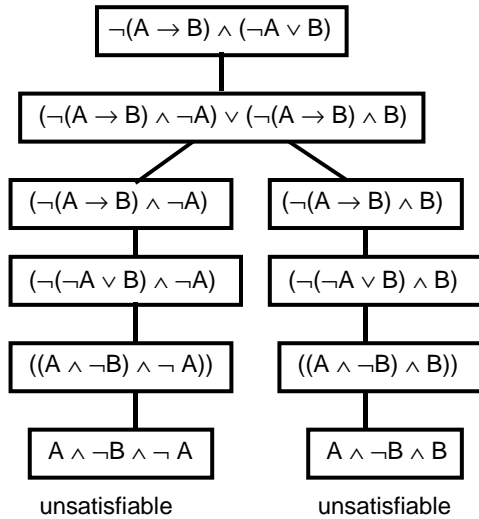 ¬(A → B) ∧ (¬A ∨ B)
(¬(A → B) ∧ ¬A) ∨ (¬(A → B) ∧ B)
(¬(A → B) ∧ ¬A) (¬(A → B) ∧ B)
(¬(¬A ∨ B) ∧ ¬A) (¬(¬A ∨ B) ∧ B)
((A ∧ ¬B) ∧ ¬ A)) ((A ∧ ¬B) ∧ B))
A ∧ ¬B ∧ ¬ A A ∧ ¬B ∧ B
unsatisfiable unsatisfiable